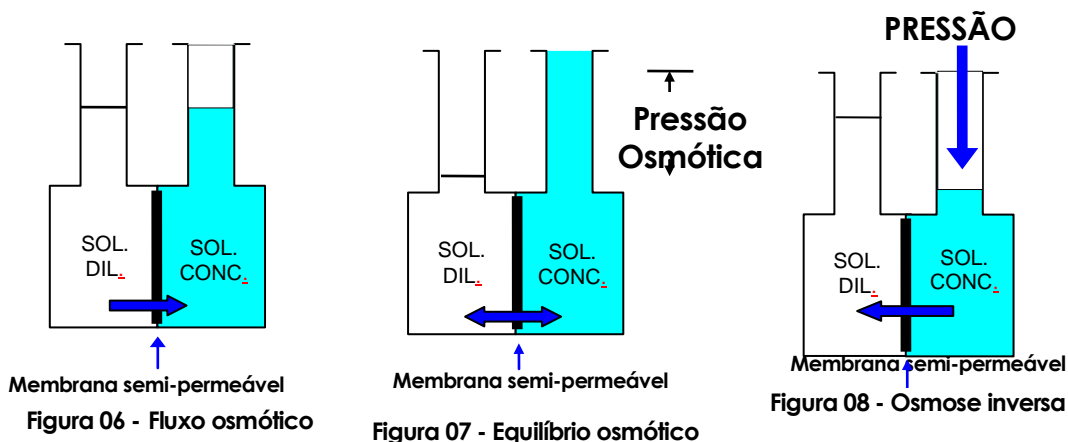 SOL.
DIL.
SOL.
CONC.
Membrana semi-permeável
Figura 06 - Fluxo osmótico
Pressão
Osmótica
SOL.
DIL.
SOL.
CONC.
Membrana semi-permeável
Figura 07 - Equilíbrio osmótico
PRESSÃO
SOL.
DIL.
SOL.
CONC.
Membrana semi-permeável
Figura 08 - Osmose inversa